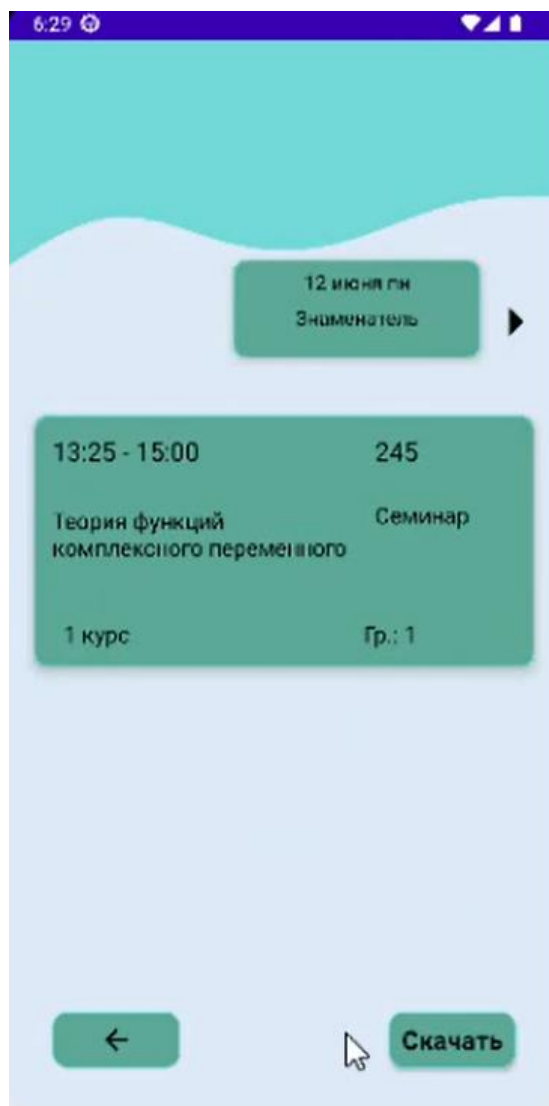 6:29
12 июня пн
Знаменатель
13:25 - 15:00
245
Теория функций
комплексного переменного
Семинар
1 курс
Гр.: 1
Скачать